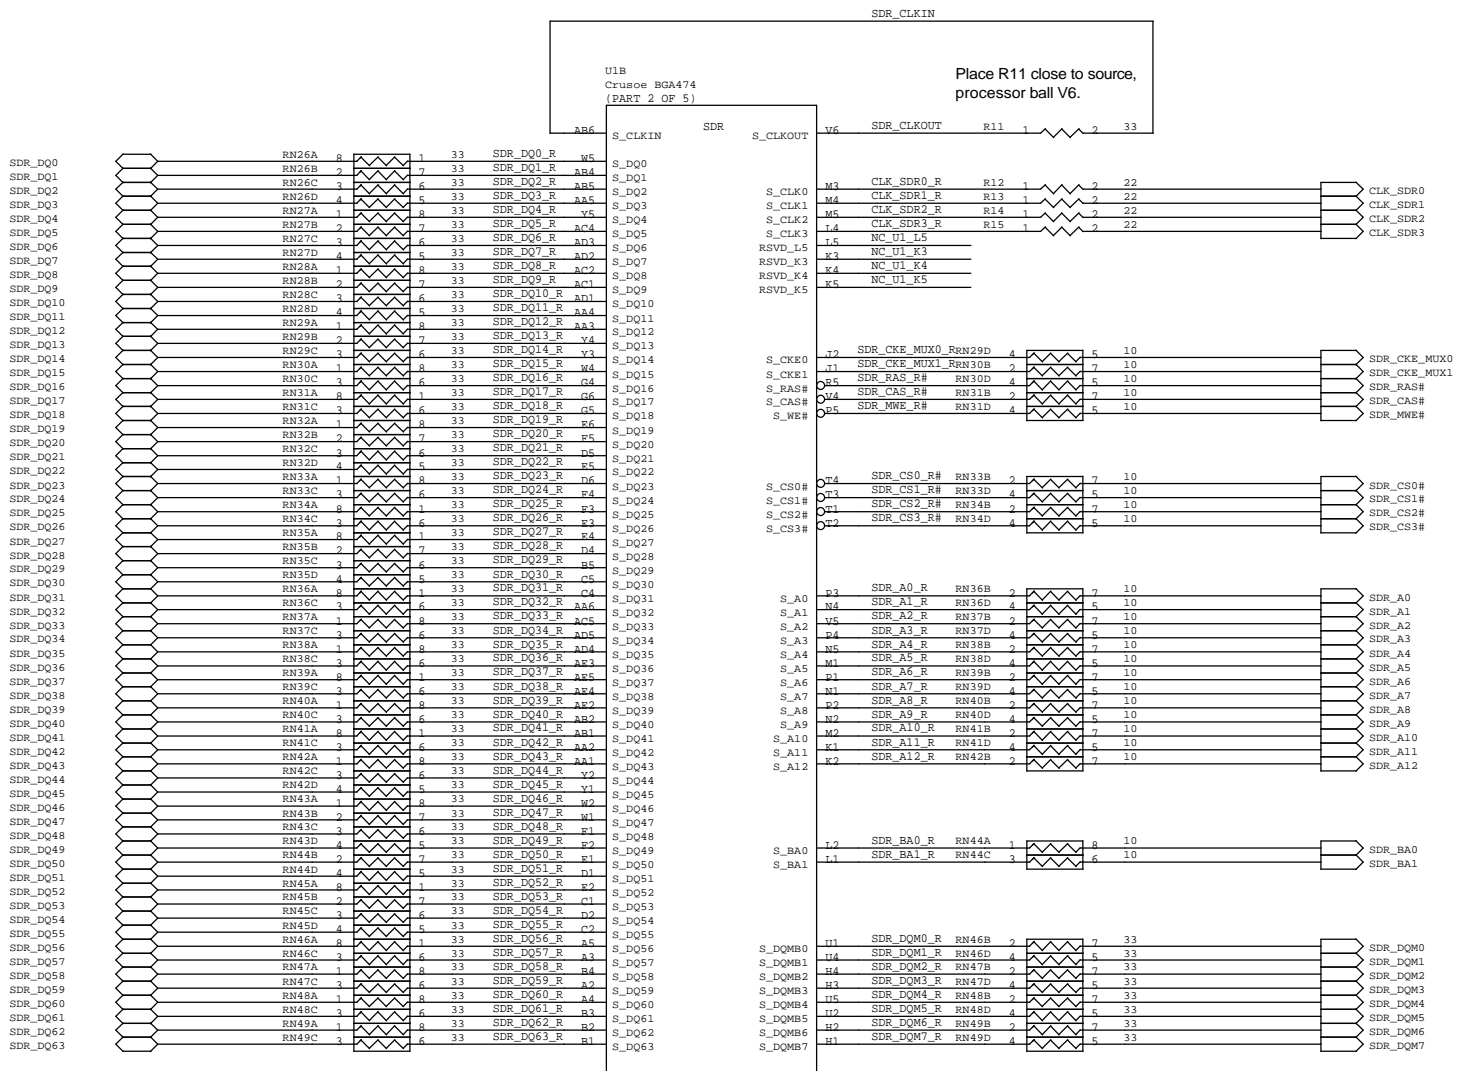 SDR_CLKIN
U1B
Crusoe BGA474
(PART 2 OF 5)
Place R11 close to source,
processor ball V6.
AB6 S_CLKIN SDR S_CLKOUT V6 SDR_CLKOUT R11 1 2 33
SDR_DQ0 RN26A 8 1 33 SDR_DQ0_R W5 S_DQ0
SDR_DQ1 RN26B 2 7 33 SDR_DQ1_R AB4 S_DQ1
SDR_DQ2 RN26C 3 6 33 SDR_DQ2_R AB5 S_DQ2 S_CLK0 M3 CLK_SDR0_R R12 1 2 22 CLK_SDR0
SDR_DQ3 RN26D 4 5 33 SDR_DQ3_R AA5 S_DQ3 S_CLK1 M4 CLK_SDR1_R R13 1 2 22 CLK_SDR1
SDR_DQ4 RN27A 1 8 33 SDR_DQ4_R Y5 S_DQ4 S_CLK2 M5 CLK_SDR2_R R14 1 2 22 CLK_SDR2
SDR_DQ5 RN27B 2 7 33 SDR_DQ5_R AC4 S_DQ5 S_CLK3 L4 CLK_SDR3_R R15 1 2 22 CLK_SDR3
SDR_DQ6 RN27C 3 6 33 SDR_DQ6_R AD3 S_DQ6 RSVD_L5 L5 NC_U1_L5
SDR_DQ7 RN27D 4 5 33 SDR_DQ7_R AD2 S_DQ7 RSVD_K3 K3 NC_U1_K3
SDR_DQ8 RN28A 1 8 33 SDR_DQ8_R AC2 S_DQ8 RSVD_K4 K4 NC_U1_K4
SDR_DQ9 RN28B 2 7 33 SDR_DQ9_R AC1 S_DQ9 RSVD_K5 K5 NC_U1_K5
SDR_DQ10 RN28C 3 6 33 SDR_DQ10_R AD1 S_DQ10
SDR_DQ11 RN28D 4 5 33 SDR_DQ11_R AA4 S_DQ11
SDR_DQ12 RN29A 1 8 33 SDR_DQ12_R AA3 S_DQ12
SDR_DQ13 RN29B 2 7 33 SDR_DQ13_R Y4 S_DQ13
SDR_DQ14 RN29C 3 6 33 SDR_DQ14_R Y3 S_DQ14 S_CKE0 J2 SDR_CKE_MUX0_R RN29D 4 5 10 SDR_CKE_MUX0
SDR_DQ15 RN30A 1 8 33 SDR_DQ15_R W4 S_DQ15 S_CKE1 J1 SDR_CKE_MUX1_R RN30B 2 7 10 SDR_CKE_MUX1
SDR_DQ16 RN30C 3 6 33 SDR_DQ16_R G4 S_DQ16 S_RAS# R5 SDR_RAS_R# RN30D 4 5 10 SDR_RAS#
SDR_DQ17 RN31A 8 1 33 SDR_DQ17_R G6 S_DQ17 S_CAS# V4 SDR_CAS_R# RN31B 2 7 10 SDR_CAS#
SDR_DQ18 RN31C 3 6 33 SDR_DQ18_R G5 S_DQ18 S_WE# P5 SDR_MWE_R# RN31D 4 5 10 SDR_MWE#
SDR_DQ19 RN32A 1 8 33 SDR_DQ19_R S_DQ19
SDR_DQ20 RN32B 2 7 33 SDR_DQ20_R S_DQ20
SDR_DQ21 RN32C 3 6 33 SDR_DQ21_R D5 S_DQ21
SDR_DQ22 RN32D 4 5 33 SDR_DQ22_R S_DQ22
SDR_DQ23 RN33A 1 8 33 SDR_DQ23_R D6 S_DQ23 S_CS0# T4 SDR_CS0_R# RN33B 2 7 10 SDR_CS0#
SDR_DQ24 RN33C 3 6 33 SDR_DQ24_R S_DQ24 S_CS1# T3 SDR_CS1_R# RN33D 4 5 10 SDR_CS1#
SDR_DQ25 RN34A 8 1 33 SDR_DQ25_R S_DQ25 S_CS2# T1 SDR_CS2_R# RN34B 2 7 10 SDR_CS2#
SDR_DQ26 RN34C 3 6 33 SDR_DQ26_R S_DQ26 S_CS3# T2 SDR_CS3_R# RN34D 4 5 10 SDR_CS3#
SDR_DQ27 RN35A 8 1 33 SDR_DQ27_R S_DQ27
SDR_DQ28 RN35B 2 7 33 SDR_DQ28_R D4 S_DQ28
SDR_DQ29 RN35C 3 6 33 SDR_DQ29_R B5 S_DQ29
SDR_DQ30 RN35D 4 5 33 SDR_DQ30_R C5 S_DQ30
SDR_DQ31 RN36A 8 1 33 SDR_DQ31_R C4 S_DQ31 S_A0 P3 SDR_A0_R RN36B 2 7 10 SDR_A0
SDR_DQ32 RN36C 3 6 33 SDR_DQ32_R AA6 S_DQ32 S_A1 N4 SDR_A1_R RN36D 4 5 10 SDR_A1
SDR_DQ33 RN37A 1 8 33 SDR_DQ33_R AC5 S_DQ33 S_A2 V5 SDR_A2_R RN37B 2 7 10 SDR_A2
SDR_DQ34 RN37C 3 6 33 SDR_DQ34_R AD5 S_DQ34 S_A3 P4 SDR_A3_R RN37D 4 5 10 SDR_A3
SDR_DQ35 RN38A 1 8 33 SDR_DQ35_R AD4 S_DQ35 S_A4 N5 SDR_A4_R RN38B 2 7 10 SDR_A4
SDR_DQ36 RN38C 3 6 33 SDR_DQ36_R AE3 S_DQ36 S_A5 M1 SDR_A5_R RN38D 4 5 10 SDR_A5
SDR_DQ37 RN39A 8 1 33 SDR_DQ37_R AE5 S_DQ37 S_A6 P1 SDR_A6_R RN39B 2 7 10 SDR_A6
SDR_DQ38 RN39C 3 6 33 SDR_DQ38_R AE4 S_DQ38 S_A7 N1 SDR_A7_R RN39D 4 5 10 SDR_A7
SDR_DQ39 RN40A 1 8 33 SDR_DQ39_R AE2 S_DQ39 S_A8 P2 SDR_A8_R RN40B 2 7 10 SDR_A8
SDR_DQ40 RN40C 3 6 33 SDR_DQ40_R AB2 S_DQ40 S_A9 N2 SDR_A9_R RN40D 4 5 10 SDR_A9
SDR_DQ41 RN41A 8 1 33 SDR_DQ41_R AB1 S_DQ41 S_A10 M2 SDR_A10_R RN41B 2 7 10 SDR_A10
SDR_DQ42 RN41C 3 6 33 SDR_DQ42_R AA2 S_DQ42 S_A11 K1 SDR_A11_R RN41D 4 5 10 SDR_A11
SDR_DQ43 RN42A 1 8 33 SDR_DQ43_R AA1 S_DQ43 S_A12 K2 SDR_A12_R RN42B 2 7 10 SDR_A12
SDR_DQ44 RN42C 3 6 33 SDR_DQ44_R Y2 S_DQ44
SDR_DQ45 RN42D 4 5 33 SDR_DQ45_R Y1 S_DQ45
SDR_DQ46 RN43A 1 8 33 SDR_DQ46_R W2 S_DQ46
SDR_DQ47 RN43B 2 7 33 SDR_DQ47_R W1 S_DQ47
SDR_DQ48 RN43C 3 6 33 SDR_DQ48_R S_DQ48
SDR_DQ49 RN43D 4 5 33 SDR_DQ49_R S_DQ49 S_BA0 L2 SDR_BA0_R RN44A 1 8 10 SDR_BA0
SDR_DQ50 RN44B 2 7 33 SDR_DQ50_R S_DQ50 S_BA1 L1 SDR_BA1_R RN44C 3 6 10 SDR_BA1
SDR_DQ51 RN44D 4 5 33 SDR_DQ51_R D1 S_DQ51
SDR_DQ52 RN45A 8 1 33 SDR_DQ52_R S_DQ52
SDR_DQ53 RN45B 2 7 33 SDR_DQ53_R C1 S_DQ53
SDR_DQ54 RN45C 3 6 33 SDR_DQ54_R D2 S_DQ54
SDR_DQ55 RN45D 4 5 33 SDR_DQ55_R C2 S_DQ55
SDR_DQ56 RN46A 8 1 33 SDR_DQ56_R A5 S_DQ56 S_DQMB0 U1 SDR_DQM0_R RN46B 2 7 33 SDR_DQM0
SDR_DQ57 RN46C 3 6 33 SDR_DQ57_R A3 S_DQ57 S_DQMB1 U4 SDR_DQM1_R RN46D 4 5 33 SDR_DQM1
SDR_DQ58 RN47A 1 8 33 SDR_DQ58_R B4 S_DQ58 S_DQMB2 H4 SDR_DQM2_R RN47B 2 7 33 SDR_DQM2
SDR_DQ59 RN47C 3 6 33 SDR_DQ59_R A2 S_DQ59 S_DQMB3 H3 SDR_DQM3_R RN47D 4 5 33 SDR_DQM3
SDR_DQ60 RN48A 1 8 33 SDR_DQ60_R A4 S_DQ60 S_DQMB4 U5 SDR_DQM4_R RN48B 2 7 33 SDR_DQM4
SDR_DQ61 RN48C 3 6 33 SDR_DQ61_R B3 S_DQ61 S_DQMB5 U2 SDR_DQM5_R RN48D 4 5 33 SDR_DQM5
SDR_DQ62 RN49A 1 8 33 SDR_DQ62_R B2 S_DQ62 S_DQMB6 H2 SDR_DQM6_R RN49B 2 7 33 SDR_DQM6
SDR_DQ63 RN49C 3 6 33 SDR_DQ63_R B1 S_DQ63 S_DQMB7 H1 SDR_DQM7_R RN49D 4 5 33 SDR_DQM7